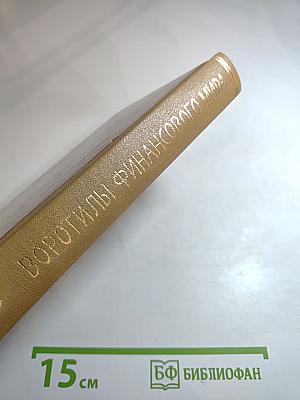 ВОРОТИЛЫ ФИНАНСОВОГО МИРА
15 см
БФ БИБЛИОФАН